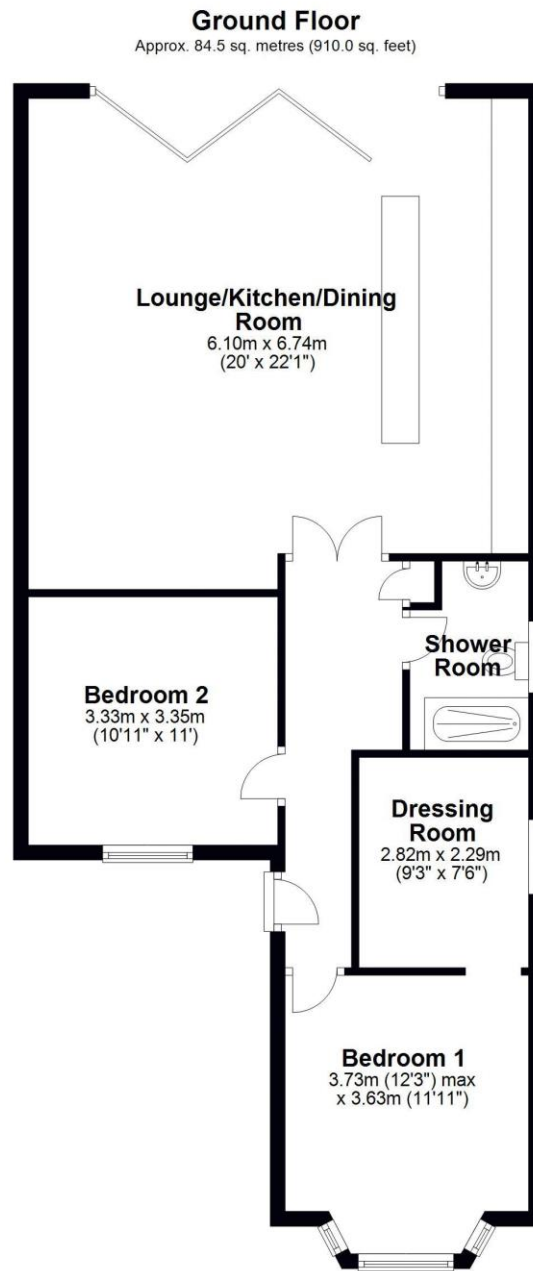 Ground Floor
Approx. 84.5 sq. metres (910.0 sq. feet)
Lounge/Kitchen/Dining
Room
6.10m x 6.74m
(20' x 22'1")
Shower
Room
Bedroom 2
3.33m x 3.35m
(10'11" x 11')
Dressing
Room
2.82m x 2.29m
(9'3" x 7'6")
Bedroom 1
3.73m (12'3") max
x 3.63m (11'11")